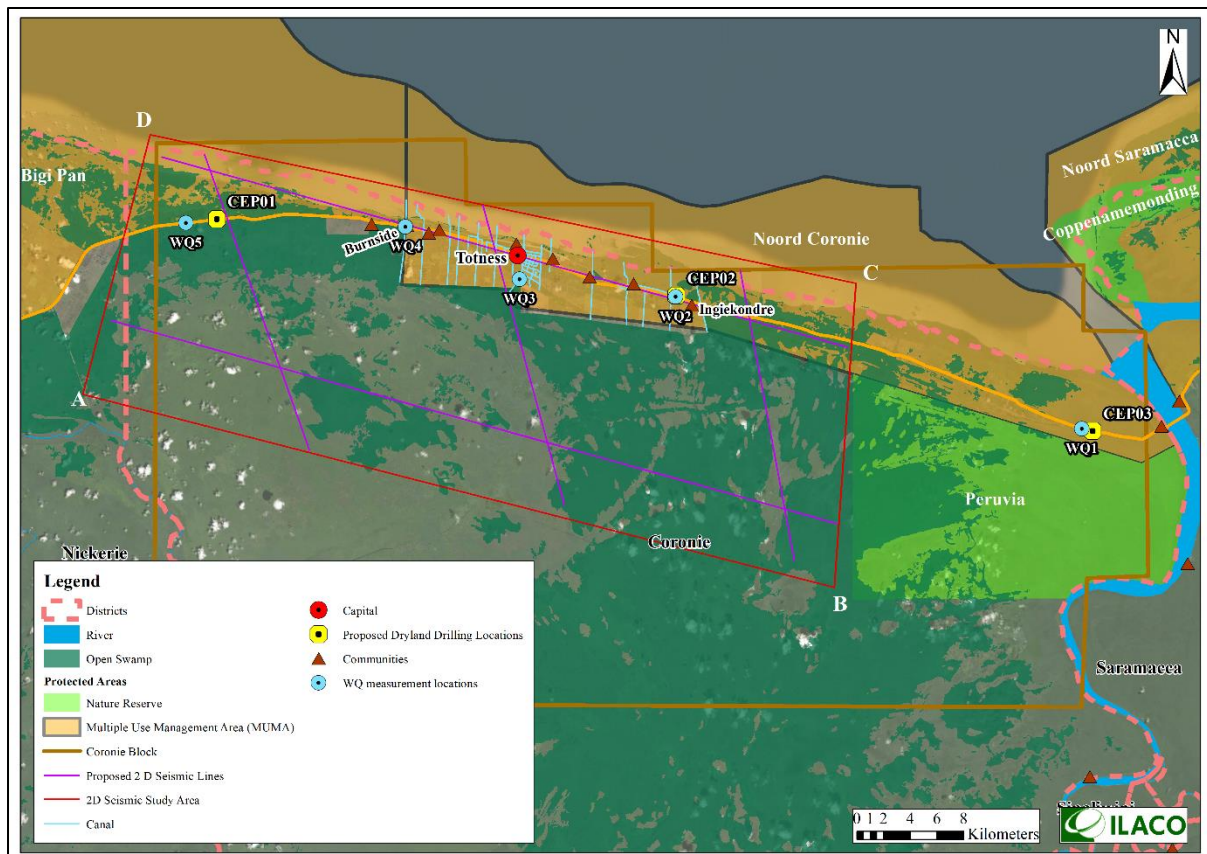 N
D
Noord Saramacca
Bigi Pan
CEP01
Coppenamemonding
WQ5
Burnside
WQ4
Noord Coronie
Totness
C
CEP02
WQ3
WQ2
Ingiekondre
A
CEP03
WQ1
Peruvia
Nickerie
Coronie
B
Saramacca
Legend
Districts
River
Open Swamp
Protected Areas
Nature Reserve
Multiple Use Management Area (MUMA)
Coronie Block
Proposed 2 D Seismic Lines
2D Seismic Study Area
Canal
Capital
Proposed Dryland Drilling Locations
Communities
WQ measurement locations
0 1 2 4 6 8
Kilometers
ILACO